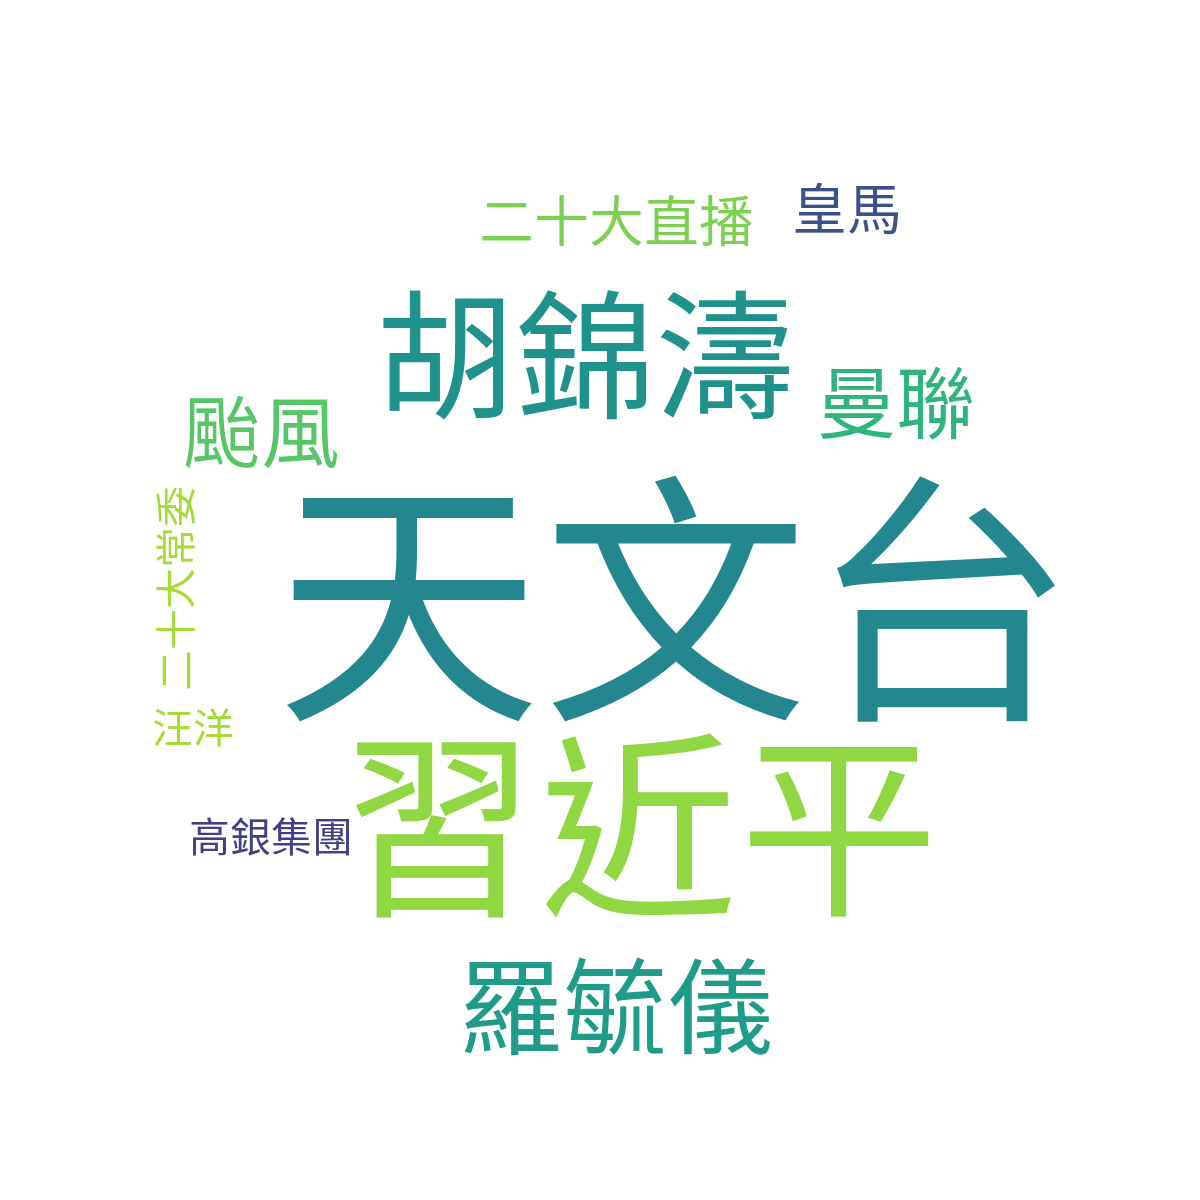 二十大直播
皇馬
胡錦濤
曼聯
颱風
天文台
二十大常委
汪洋
習近平
高銀集團
羅毓儀